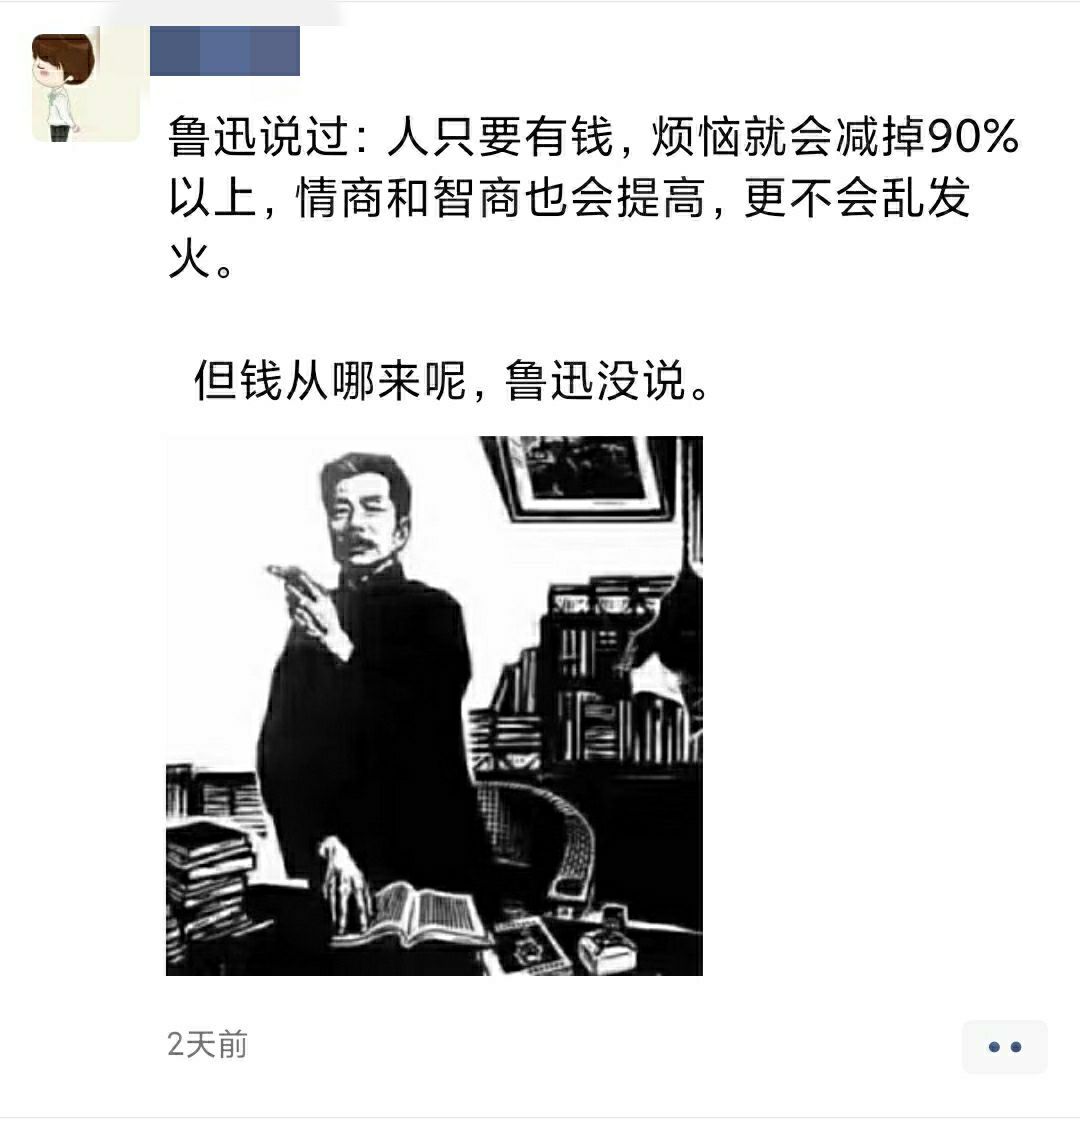 鲁迅说过：人只要有钱，烦恼就会减掉90%
以上，情商和智商也会提高，更不会乱发
火。
但钱从哪来呢，鲁迅没说。
2天前